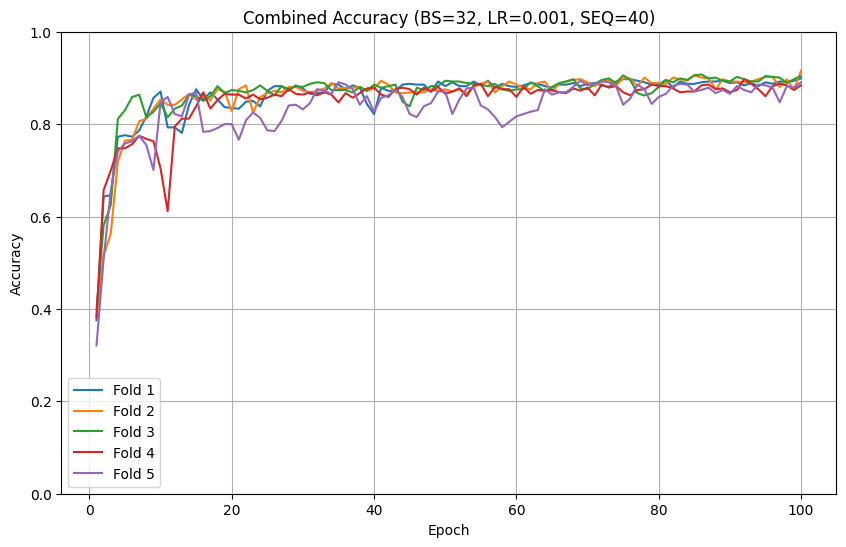 Combined Accuracy (BS=32, LR=0.001, SEQ=40)
1.0
0.8
0.6
0.4
0.2
0.0
Accuracy
Fold 1
Fold 2
Fold 3
Fold 4
Fold 5
0 20 40 60 80 100
Epoch